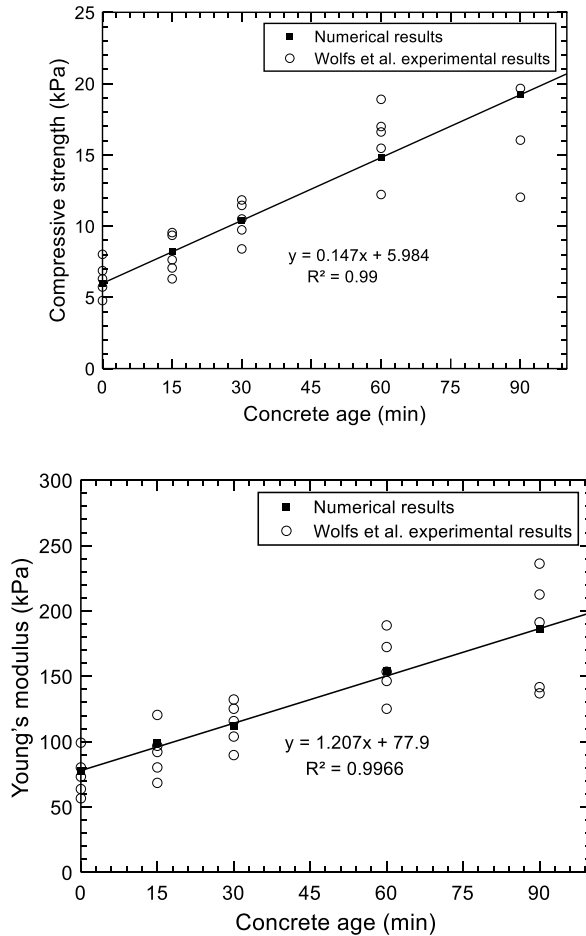 25
20
15
10
5
0
Compressive strength (kPa)
Numerical results
Wolfs et al. experimental results
y = 0.147x + 5.984
R² = 0.99
0 15 30 45 60 75 90
Concrete age (min)
300
250
200
150
100
50
0
Young's modulus (kPa)
Numerical results
Wolfs et al. experimental results
y = 1.207x + 77.9
R² = 0.9966
0 15 30 45 60 75 90
Concrete age (min)